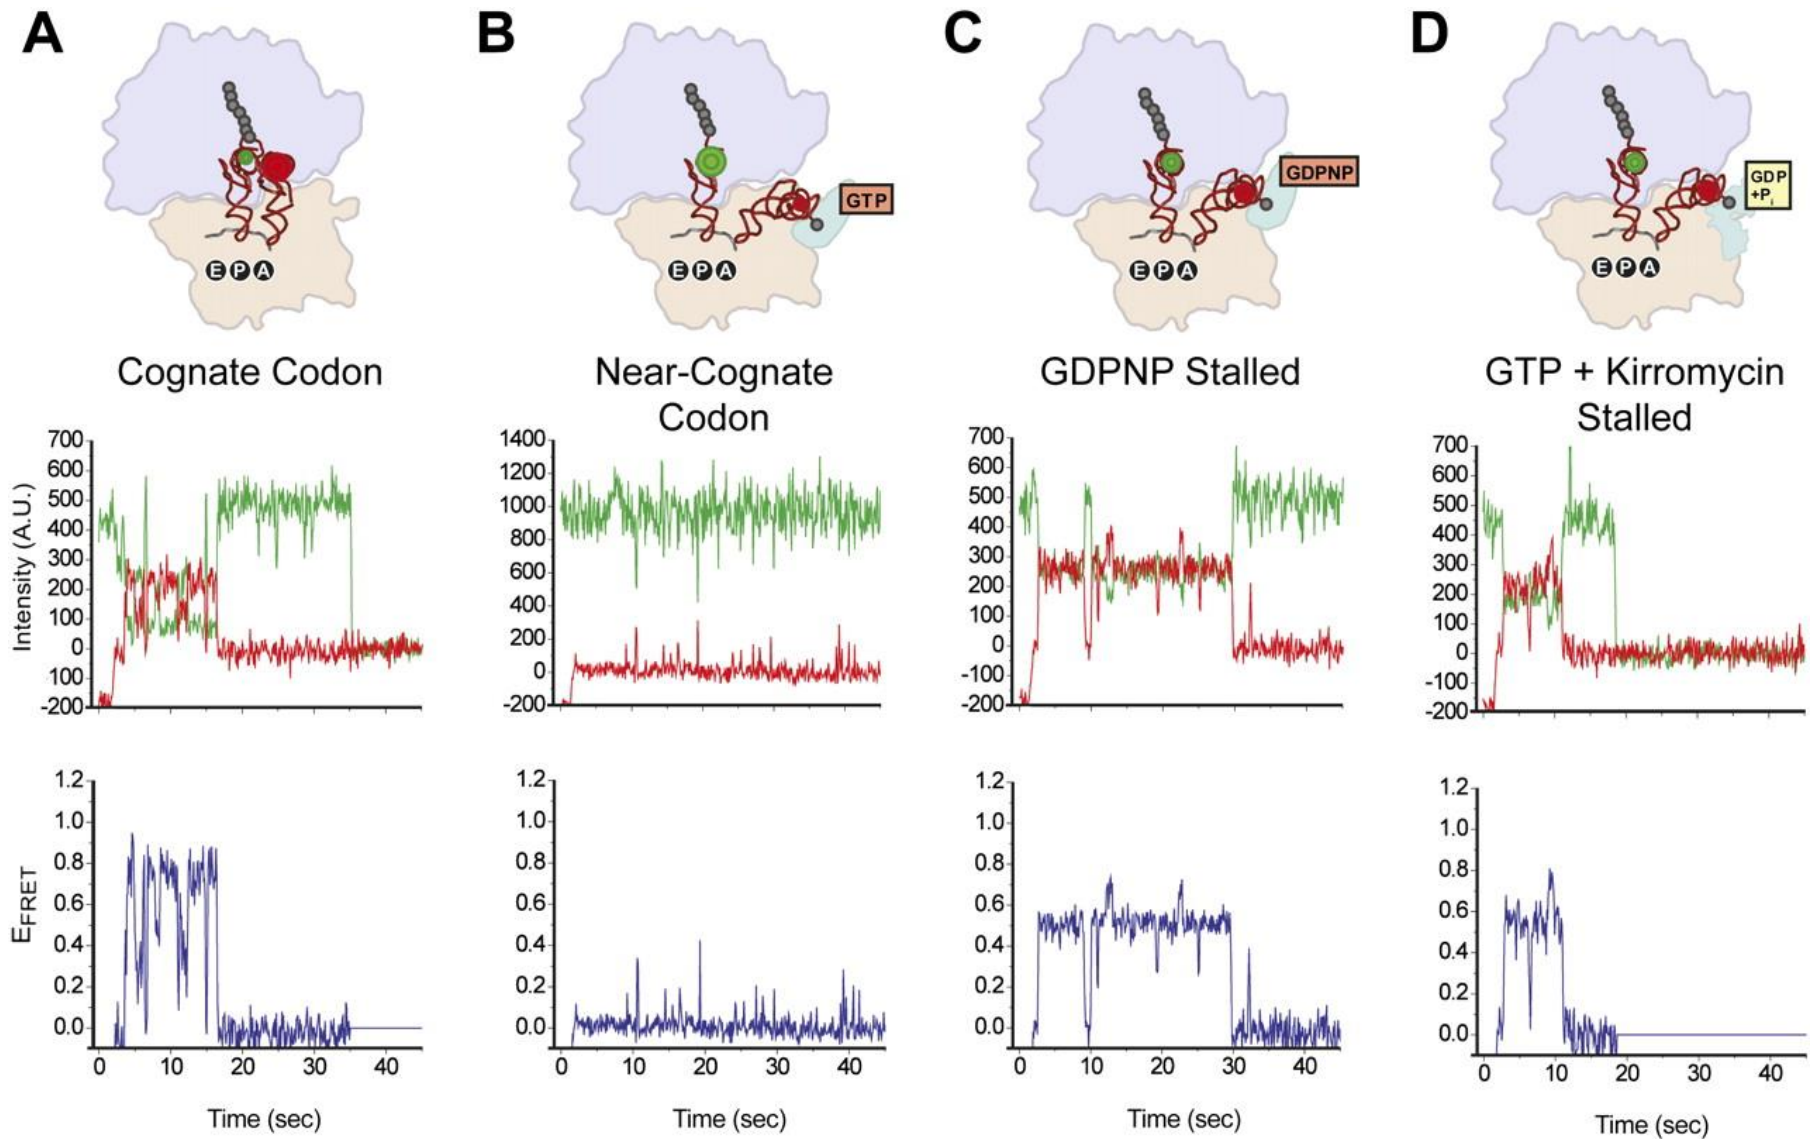 A
B
C
D
GTP
GDPNP
GDP
+Pi
E P A
E P A
E P A
E P A
Cognate Codon
Near-Cognate
Codon
GDPNP Stalled
GTP + Kirromycin
Stalled
Intensity (A.U.)
700
600
500
400
300
200
100
0
100
-200
1400
1200
1000
800
600
400
200
0
-200
700
600
500
400
300
200
100
0
-100
-200
700
600
500
400
300
200
100
0
-100
-200
EFRET
1.2
1.0
0.8
0.6
0.4
0.2
0.0
1.2
1.0
0.8
0.6
0.4
0.2
0.0
1.2
1.0
0.8
0.6
0.4
0.2
0.0
1.2
1.0
0.8
0.6
0.4
0.2
0.0
0 10 20 30 40
0 10 20 30 40
0 10 20 30 40
0 10 20 30 40
Time (sec)
Time (sec)
Time (sec)
Time (sec)